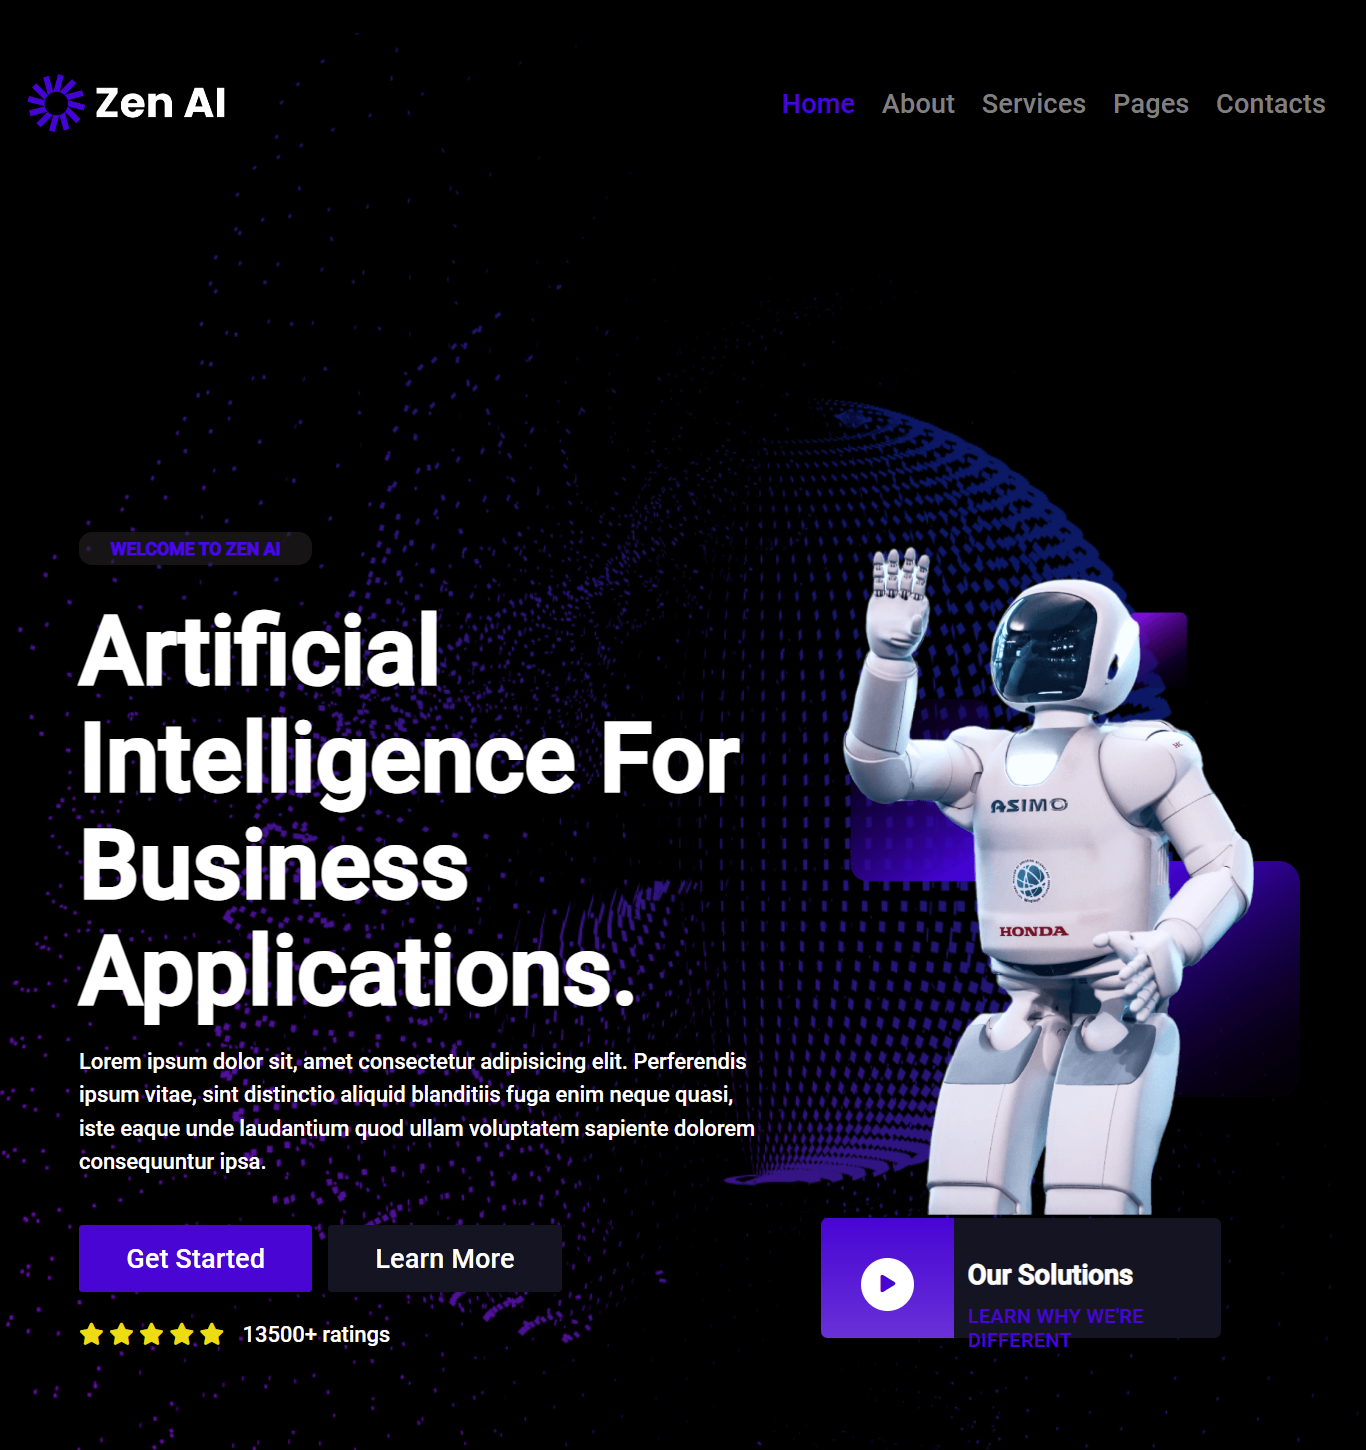 Zen AI
Home About Services Pages Contacts
WELCOME TO ZEN AI
Artificial
Intelligence For
Business
Applications.
Lorem ipsum dolor sit, amet consectetur adipisicing elit. Perferendis
ipsum vitae, sint distinctio aliquid blanditiis fuga enim neque quasi,
iste eaque unde laudantium quod ullam voluptatem sapiente dolorem
consequuntur ipsa.
Get Started Learn More
13500+ ratings
ASIMO
HONDA
Our Solutions
LEARN WHY WE'RE
DIFFERENT